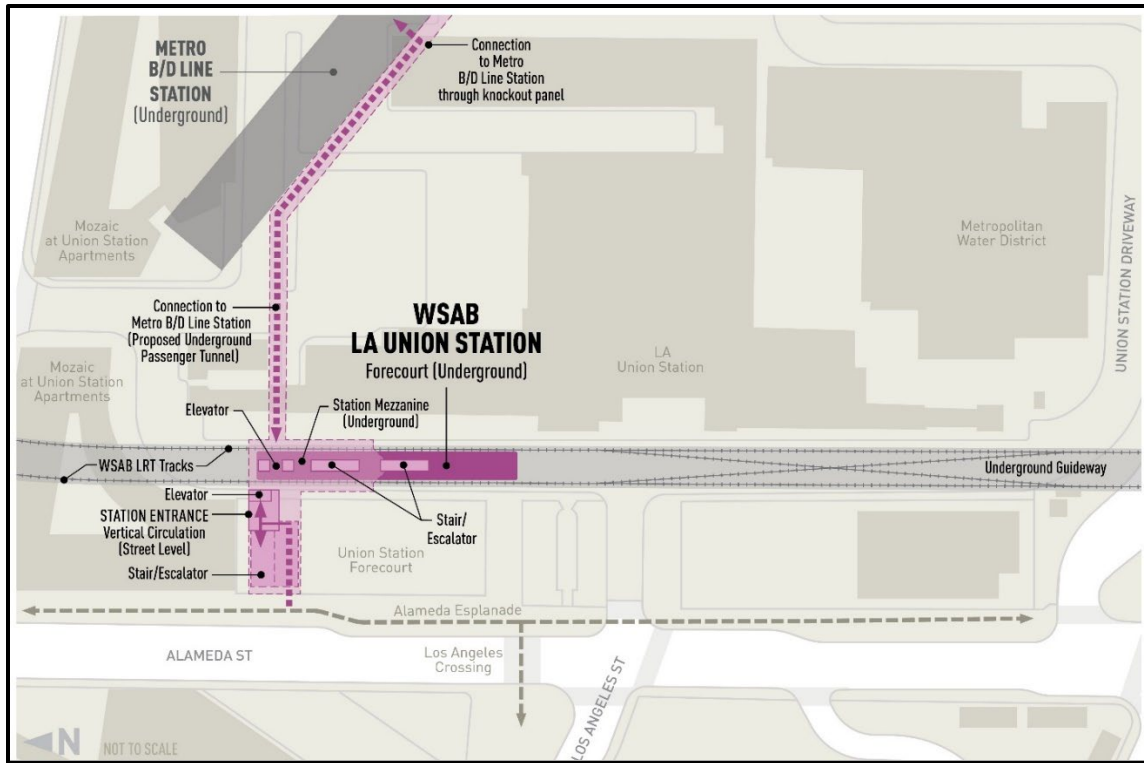 METRO
B/D LINE
STATION
(Underground)
Connection
to Metro
B/D Line Station
through knockout panel
Mozaic
at Union Station
Apartments
Metropolitan
Water District
UNION STATION DRIVEWAY
Connection to
Metro B/D Line Station
(Proposed Underground
Passenger Tunnel)
WSAB
LA UNION STATION
Forecourt (Underground)
LA
Union Station
Mozaic
at Union Station
Apartments
Elevator
Station Mezzanine
(Underground)
WSAB LRT Tracks
Underground Guideway
Elevator
STATION ENTRANCE
Vertical Circulation
(Street Level)
Stair/Escalator
Stair/
Escalator
Union Station
Forecourt
Alameda Esplanade
ALAMEDA ST
Los Angeles
Crossing
LOS ANGELES ST
N
NOT TO SCALE